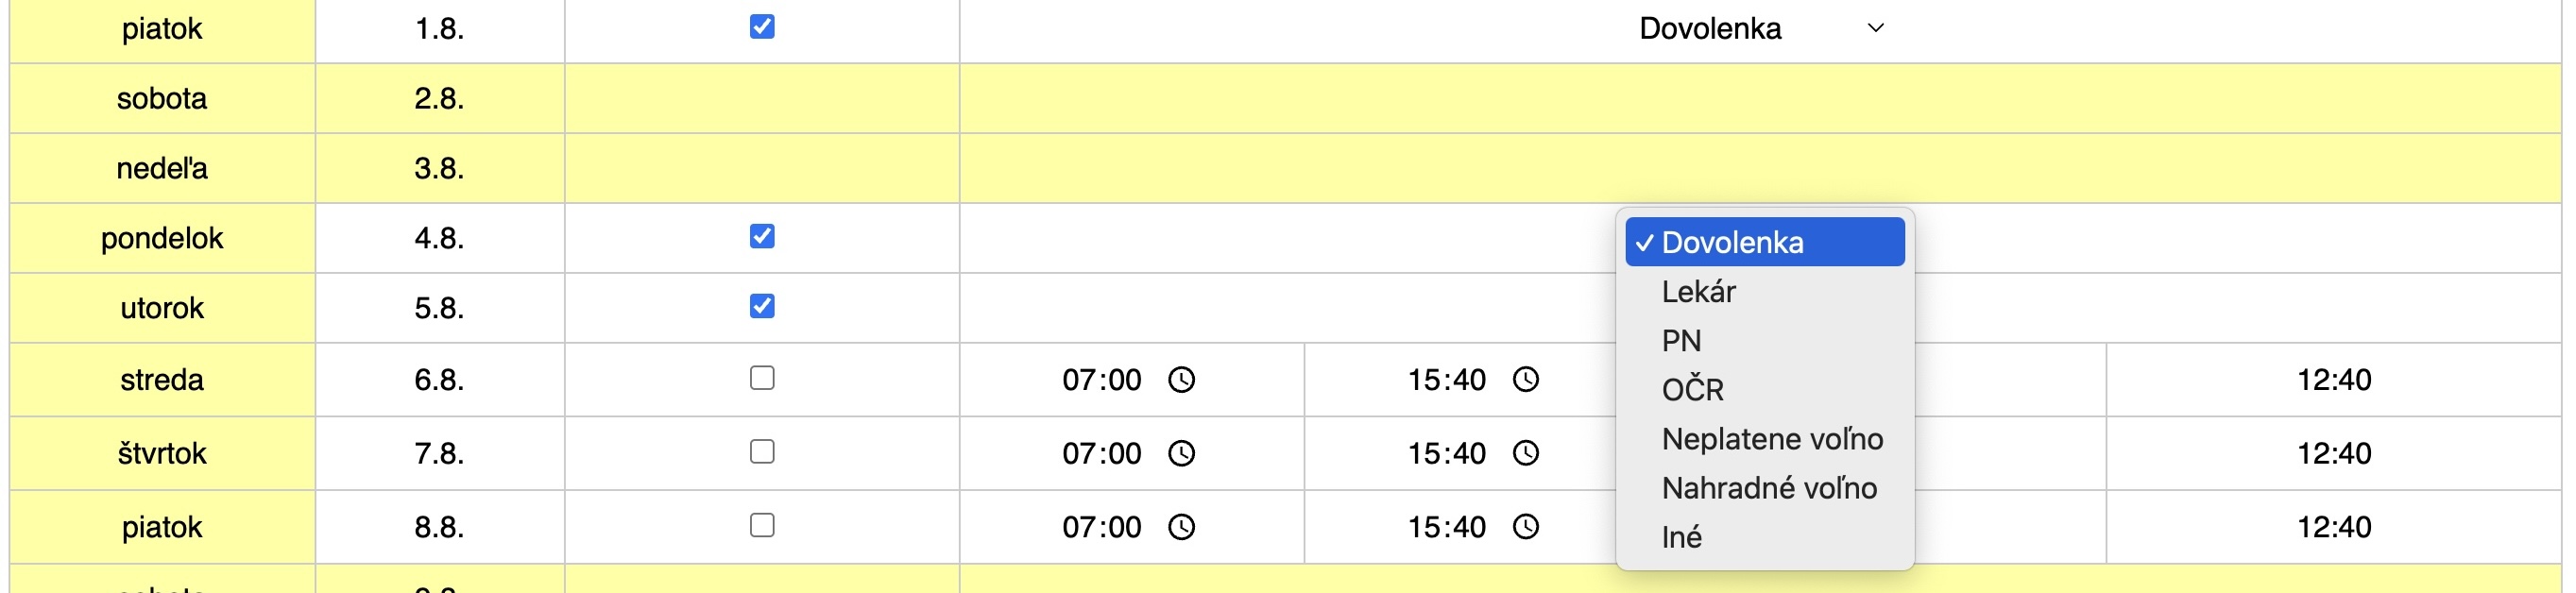 piatok 1.8. Dovolenka
sobota 2.8.
nedeľa 3.8.
pondelok 4.8.
utorok 5.8.
streda 6.8. 07:00 15:40 12:40
štvrtok 7.8. 07:00 15:40 12:40
piatok 8.8. 07:00 15:40 12:40
Dovolenka
Lekár
PN
OČR
Neplatene voľno
Nahradné voľno
Iné